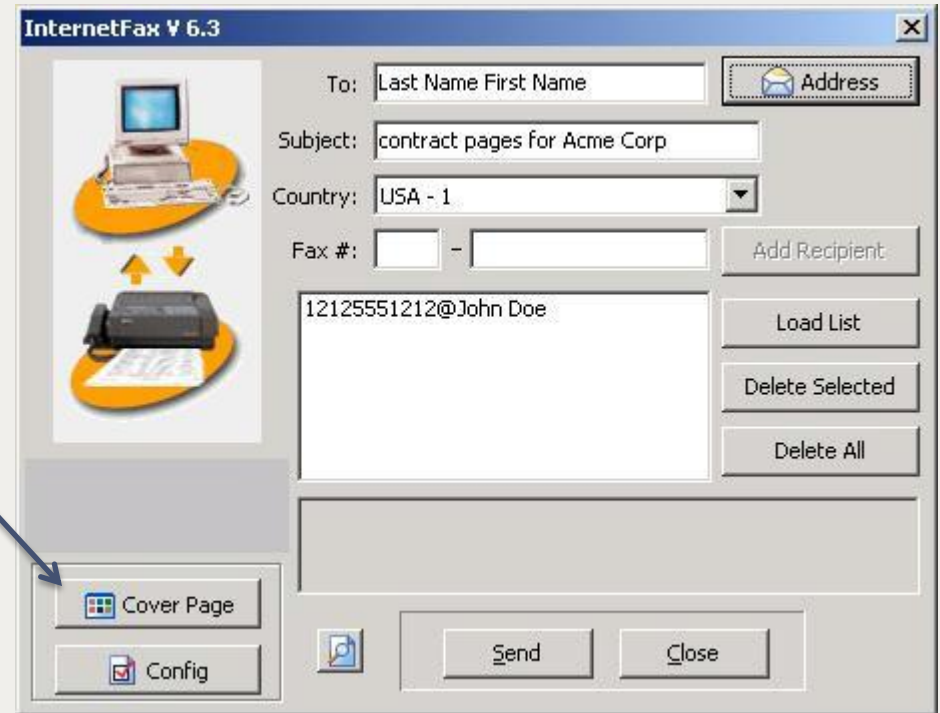 InternetFax V 6.3
To: Last Name First Name
Address
Subject: contract pages for Acme Corp
Country: USA - 1
Fax #: -
Add Recipient
12125551212@John Doe
Load List
Delete Selected
Delete All
Cover Page
Config
Send
Close